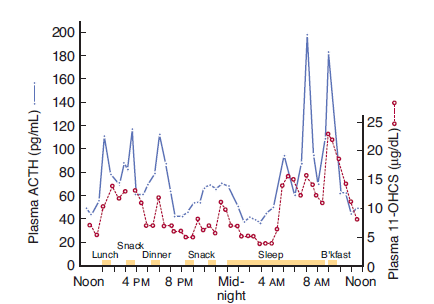 Plasma ACTH (pg/mL)
200
180
160
140
120
100
80
60
40
20
0
Plasma 11-OHCS (µg/dL)
25
20
15
10
5
0
Lunch
Snack
Dinner
Snack
Sleep
B'kfast
Noon
4 PM
8 PM
Mid-
night
4 AM
8 AM
Noon